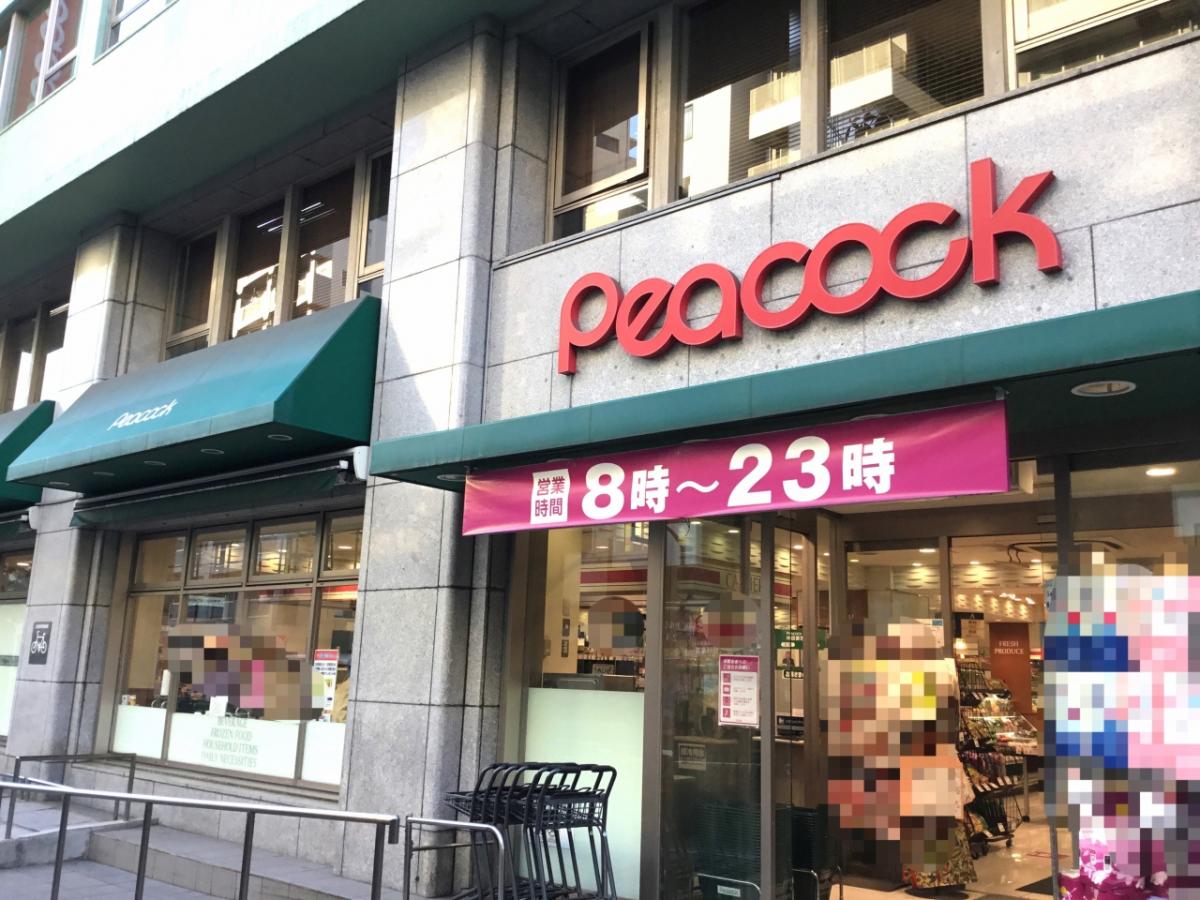 Peacock
Peacock
営業時間
8時～23時
FRESH
PRODUCE
BEVERAGE
FROZEN FOOD
HOUSEHOLD ITEMS
DAILY NECESSITIES